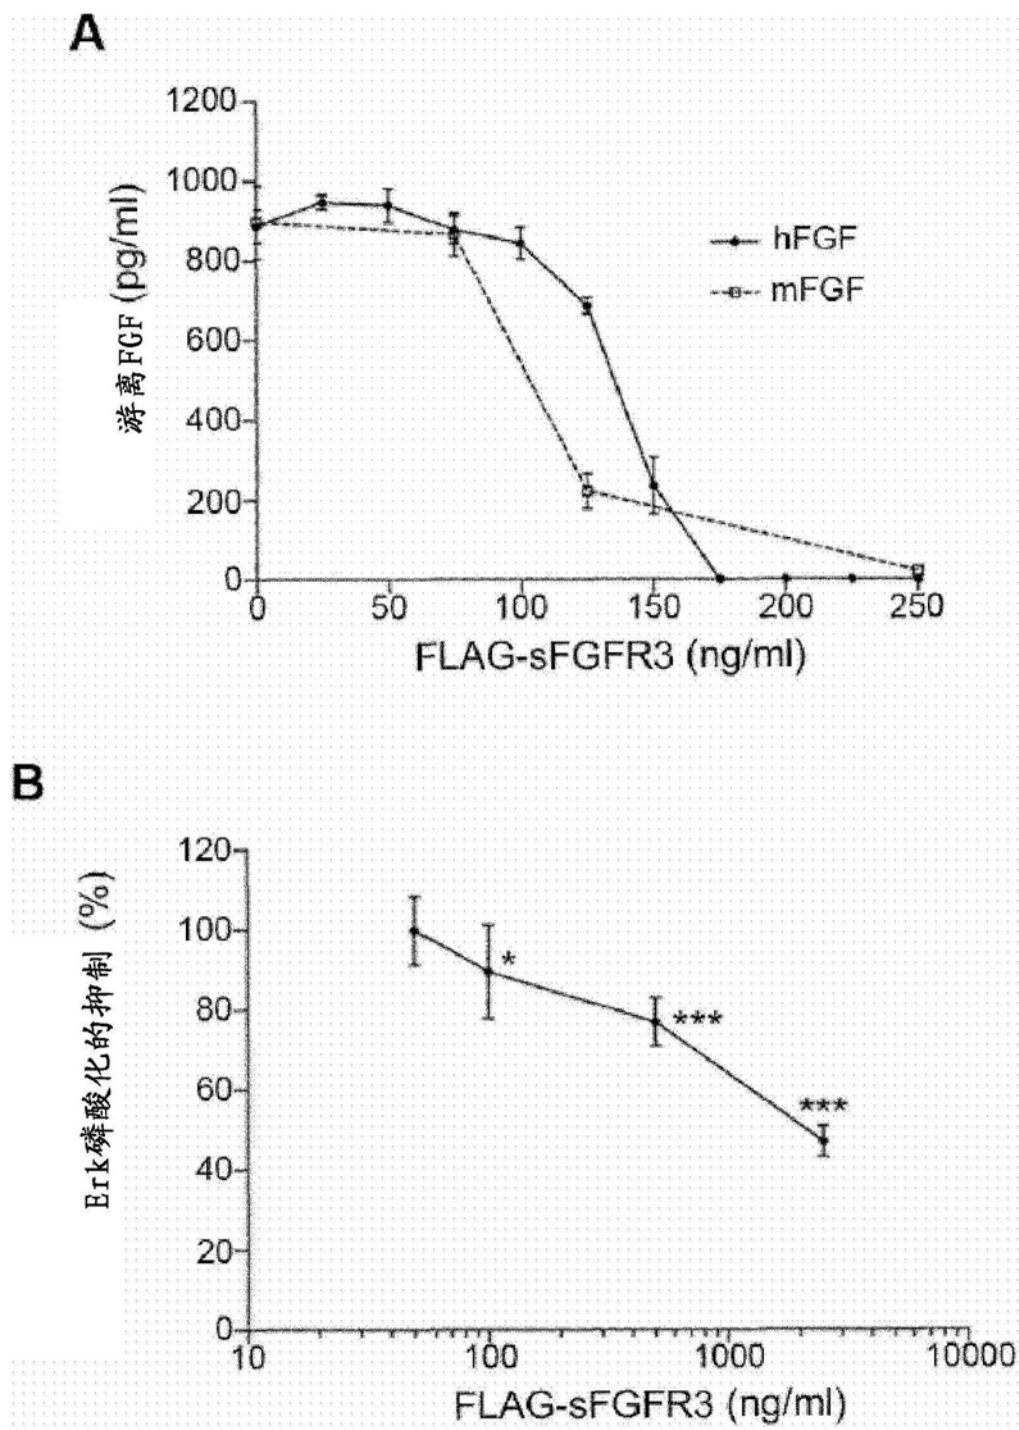 A
1200
1000
800
600
400
200
0
游离FGF (pg/ml)
hFGF
mFGF
0 50 100 150 200 250
FLAG-sFGFR3 (ng/ml)
B
120
100
80
60
40
20
0
Erk磷酸化的抑制 (%)
*
***
***
10 100 1000 10000
FLAG-sFGFR3 (ng/ml)